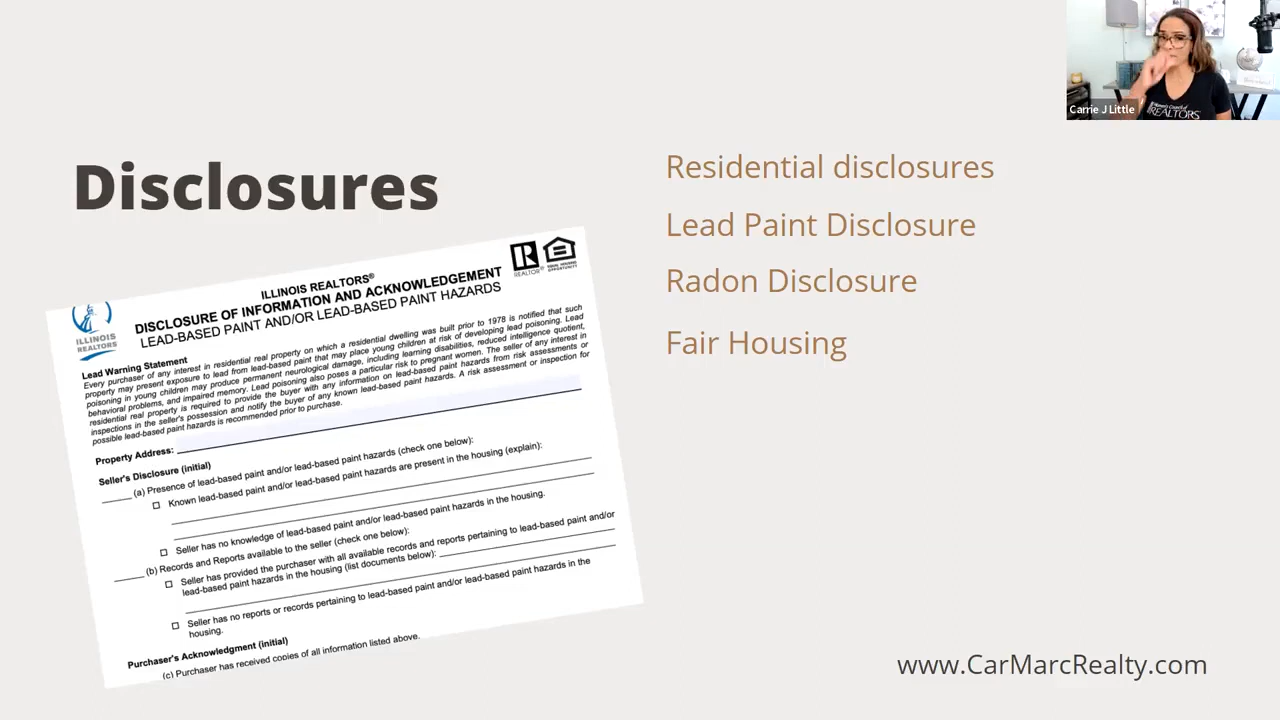 Carrie J Little
REALTORS
Disclosures
Residential disclosures
Lead Paint Disclosure
Radon Disclosure
Fair Housing
ILLINOIS
REALTORS
REALTOR®
EQUAL HOUSING
OPPORTUNITY
ILLINOIS REALTORS®
DISCLOSURE OF INFORMATION AND ACKNOWLEDGEMENT
LEAD-BASED PAINT AND/OR LEAD-BASED PAINT HAZARDS
Lead Warning Statement
Every purchaser of any interest in residential real property on which a residential dwelling was built prior to 1978 is notified that such
property may present exposure to lead from lead-based paint that may place young children at risk of developing lead poisoning. Lead
poisoning in young children may produce permanent neurological damage, including learning disabilities, reduced intelligence quotient,
behavioral problems, and impaired memory. Lead poisoning also poses a particular risk to pregnant women. The seller of any interest in
residential real property is required to provide the buyer with any information on lead-based paint hazards from risk assessments or
inspections in the seller's possession and notify the buyer of any known lead-based paint hazards. A risk assessment or inspection for
possible lead-based paint hazards is recommended prior to purchase.
Property Address:
Seller's Disclosure (initial)
(a) Presence of lead-based paint and/or lead-based paint hazards (check one below):
Known lead-based paint and/or lead-based paint hazards are present in the housing (explain):
Seller has no knowledge of lead-based paint and/or lead-based paint hazards in the housing.
(b) Records and Reports available to the seller (check one below):
Seller has provided the purchaser with all available records and reports pertaining to lead-based paint and/or
lead-based paint hazards in the housing (list documents below):
Seller has no reports or records pertaining to lead-based paint and/or lead-based paint hazards in the
housing.
Purchaser's Acknowledgment (initial)
(c) Purchaser has received copies of all information listed above.
www.CarMarcRealty.com